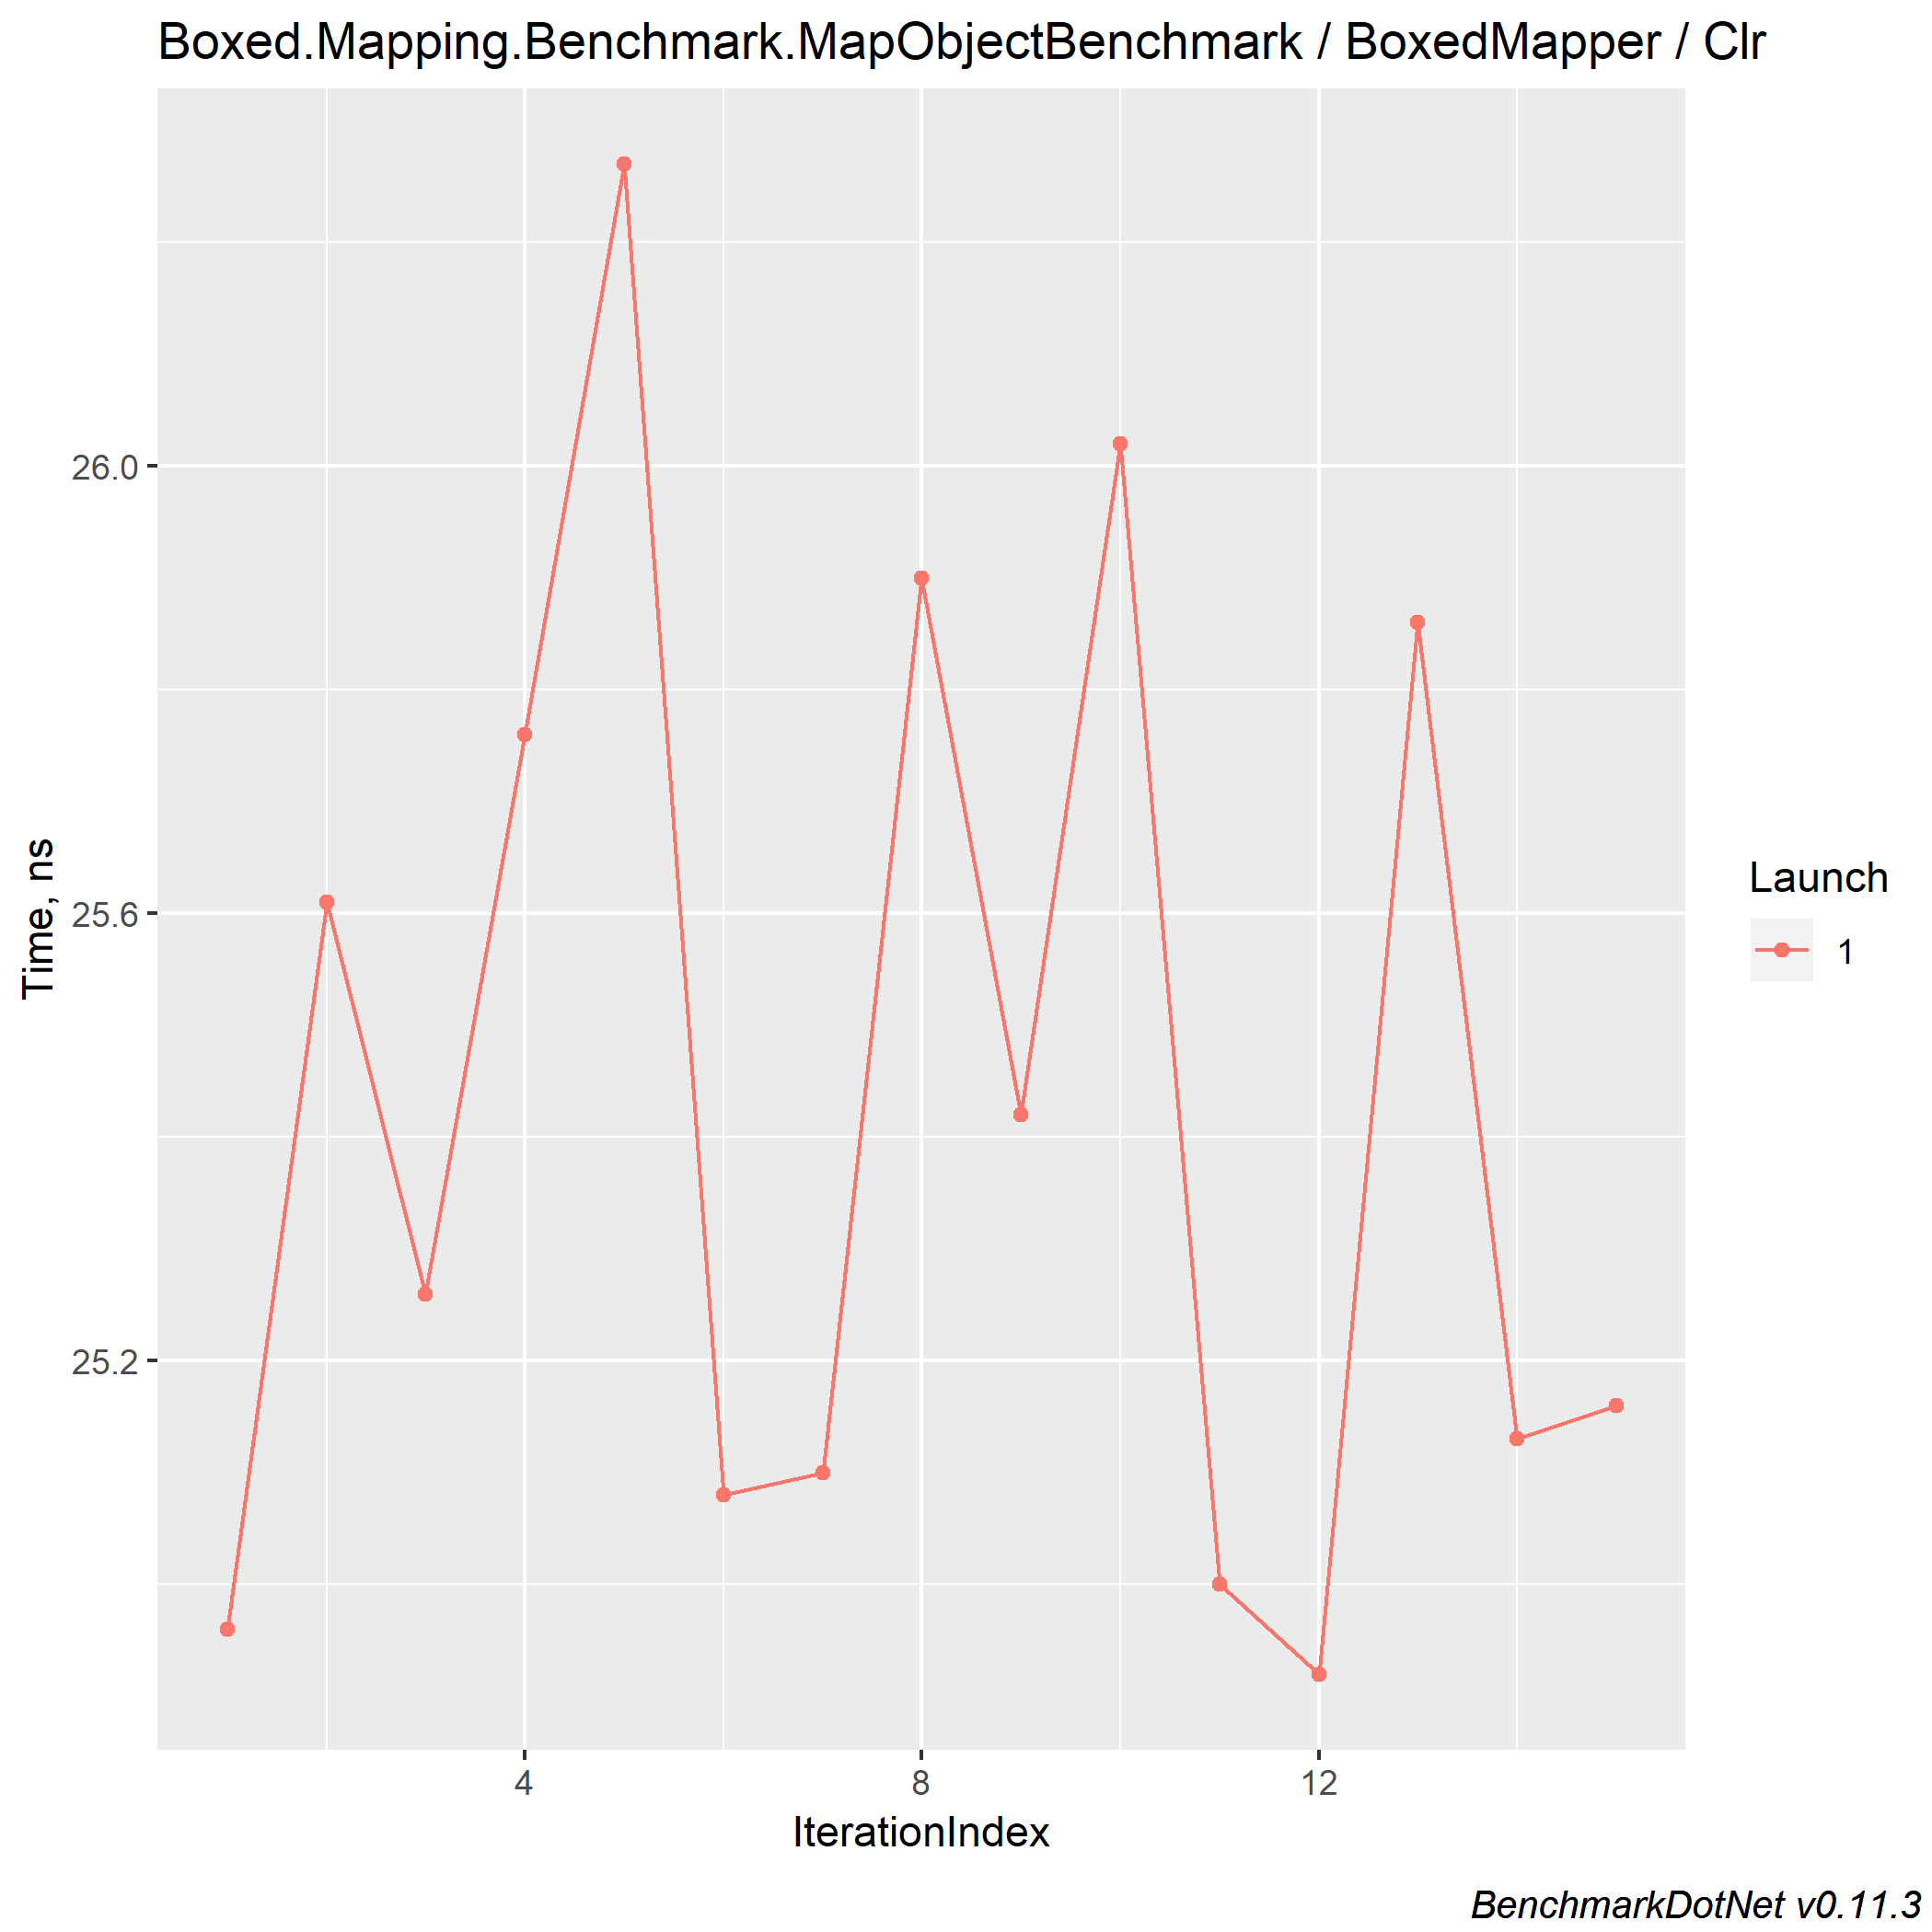 Boxed.Mapping.Benchmark.MapObjectBenchmark / BoxedMapper / Clr
Time, ns
26.0
25.6
25.2
4 8 12
IterationIndex
Launch
1
BenchmarkDotNet v0.11.3